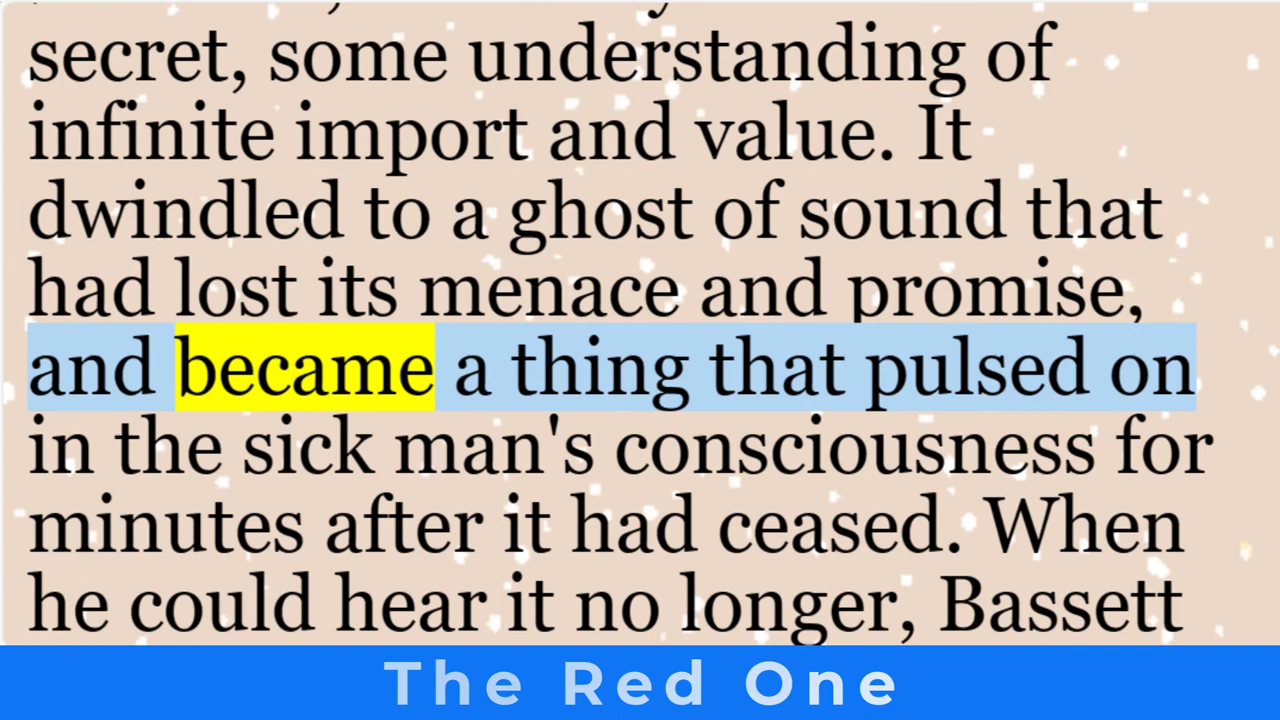 secret, some understanding of
infinite import and value. It
dwindled to a ghost of sound that
had lost its menace and promise,
and became a thing that pulsed on
in the sick man's consciousness for
minutes after it had ceased. When
he could hear it no longer, Bassett
The Red One